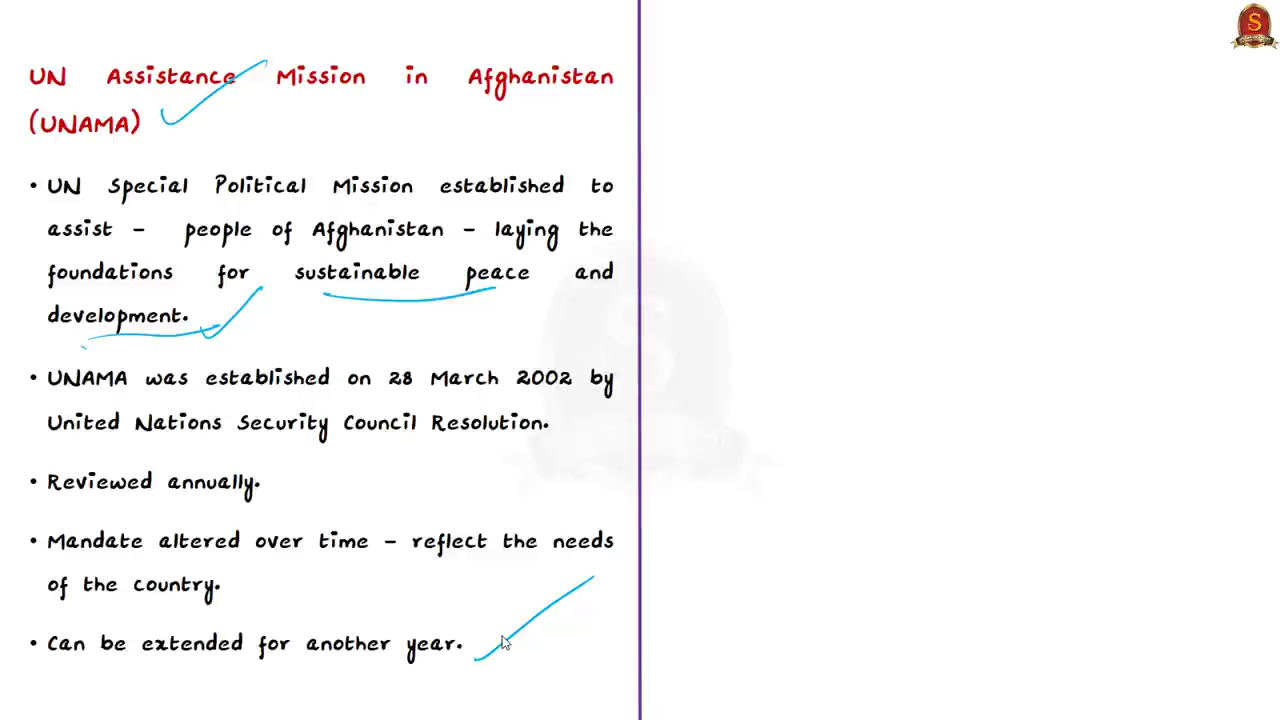 UN Assistance Mission in Afghanistan
(UNAMA)
• UN Special Political Mission established to
assist – people of Afghanistan – laying the
foundations for sustainable peace and
development.
• UNAMA was established on 28 March 2002 by
United Nations Security Council Resolution.
• Reviewed annually.
• Mandate altered over time – reflect the needs
of the country.
• Can be extended for another year.
S